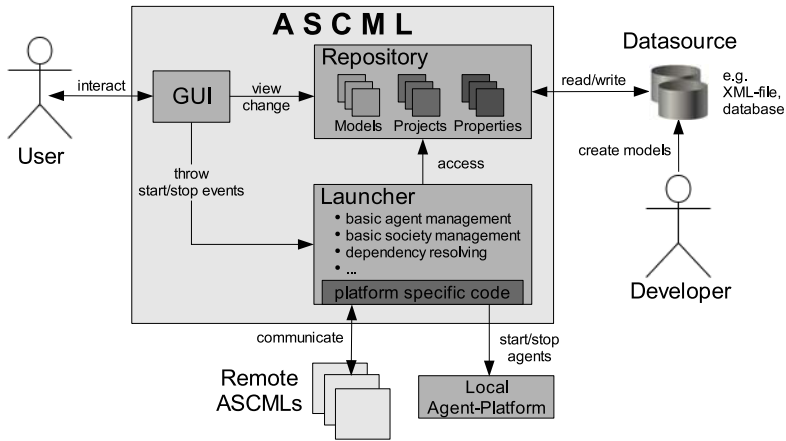 A S C M L
Repository
Models Projects Properties
GUI
interact
User
view
change
read/write
Datasource
e.g.
XML-file,
database
create models
Developer
throw
start/stop events
access
Launcher
• basic agent management
• basic society management
• dependency resolving
• ...
platform specific code
communicate
start/stop
agents
Remote
ASCMLs
Local
Agent-Platform